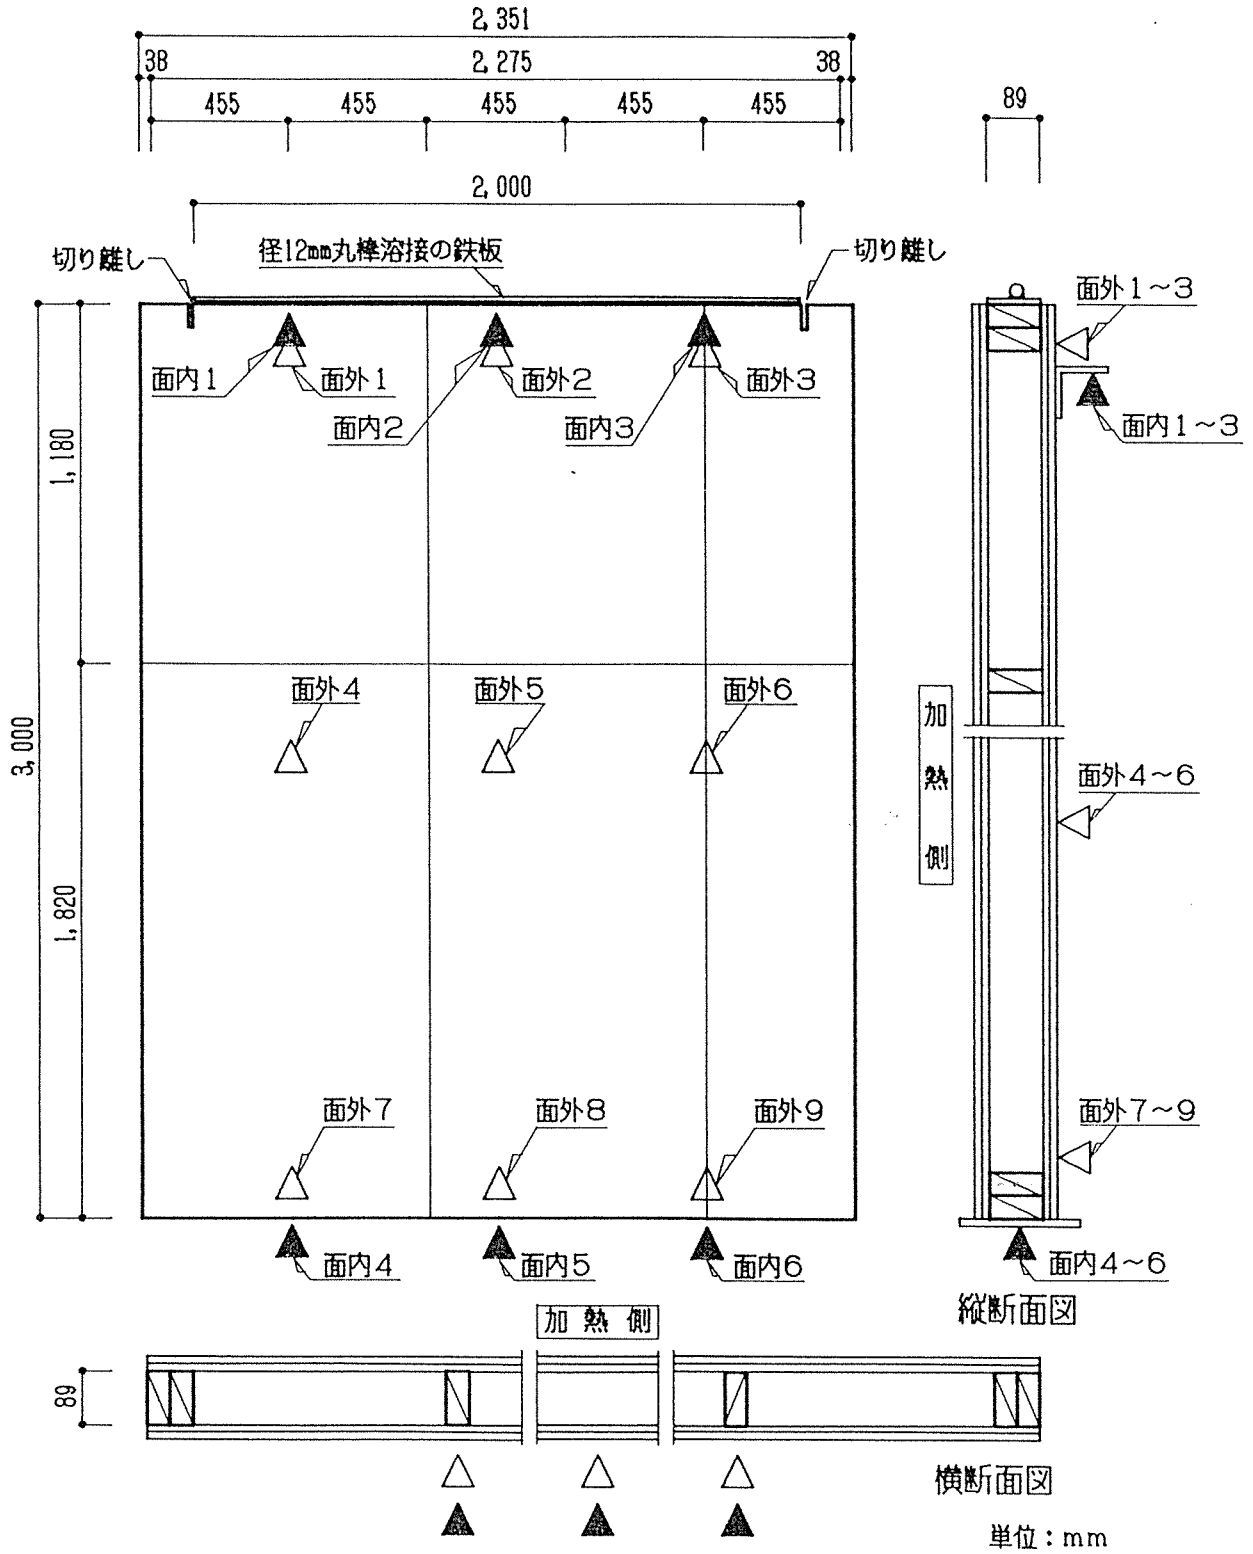 2,351
38 2,275 38
455 455 455 455 455
89
2,000
切り離し
径12mm丸棒溶接の鉄板
切り離し
面外1～3
面内1
面外1
面外2
面外3
面内2
面内3
面内1～3
1,180
3,000
面外4
面外5
面外6
加熱側
面外4～6
1,820
面外7
面外8
面外9
面外7～9
面内4
面内5
面内6
面内4～6
縦断面図
加熱側
89
横断面図
単位：mm